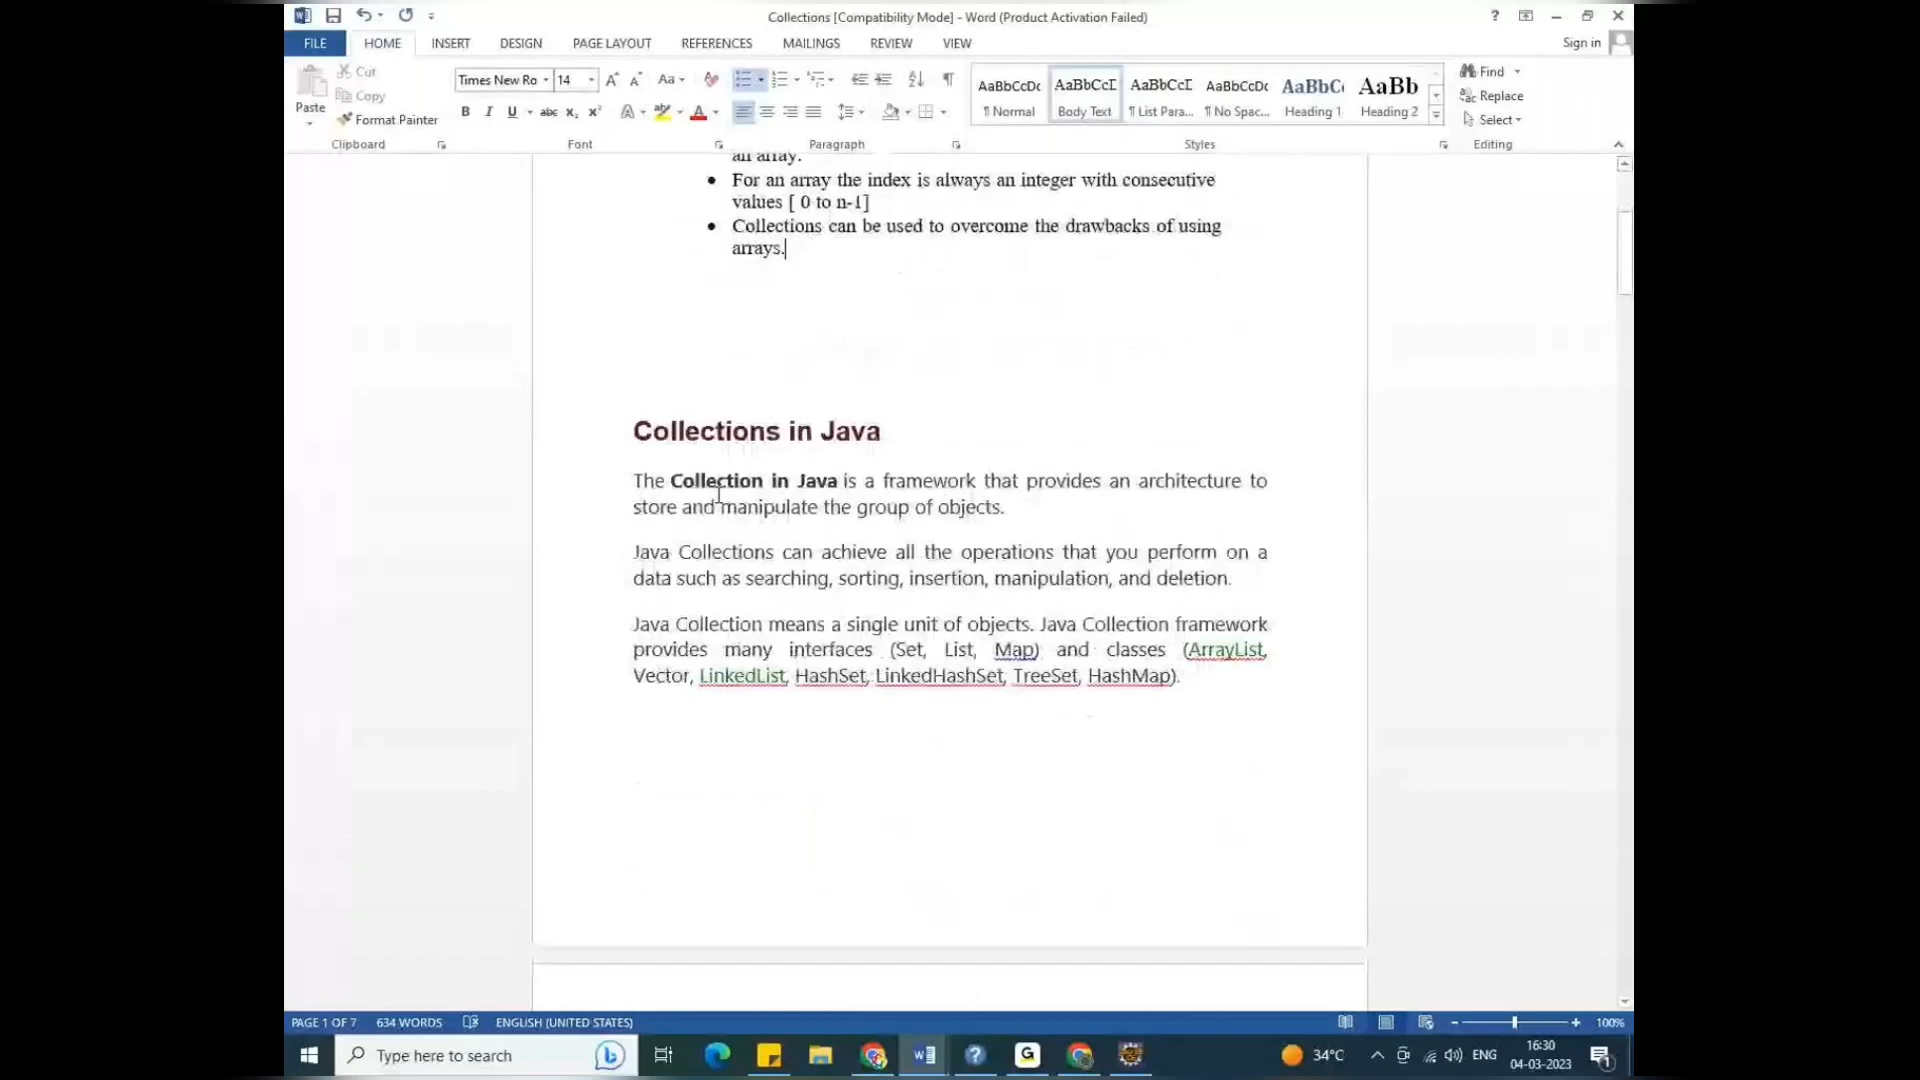 Collections [Compatibility Mode] - Word (Product Activation Failed)
?
FILE HOME INSERT DESIGN PAGE LAYOUT REFERENCES MAILINGS REVIEW VIEW Sign in
Paste
Cut
Copy
Format Painter
Times New Ro 14
Aa
B I U abc x₂ x²
AaBbCcDc AaBbCcI AaBbCcI AaBbCcDc AaBbC AaBb
¶ Normal Body Text ¶ List Para... ¶ No Spac... Heading 1 Heading 2
Find
Replace
Select
Clipboard Font Paragraph Styles Editing
an array.
• For an array the index is always an integer with consecutive
values [ 0 to n-1]
• Collections can be used to overcome the drawbacks of using
arrays.
Collections in Java
The Collection in Java is a framework that provides an architecture to
store and manipulate the group of objects.
Java Collections can achieve all the operations that you perform on a
data such as searching, sorting, insertion, manipulation, and deletion.
Java Collection means a single unit of objects. Java Collection framework
provides many interfaces (Set, List, Map) and classes (ArrayList,
Vector, LinkedList, HashSet, LinkedHashSet, TreeSet, HashMap).
PAGE 1 OF 7 634 WORDS ENGLISH (UNITED STATES) 100%
Type here to search
34°C ENG
16:30
04-03-2023